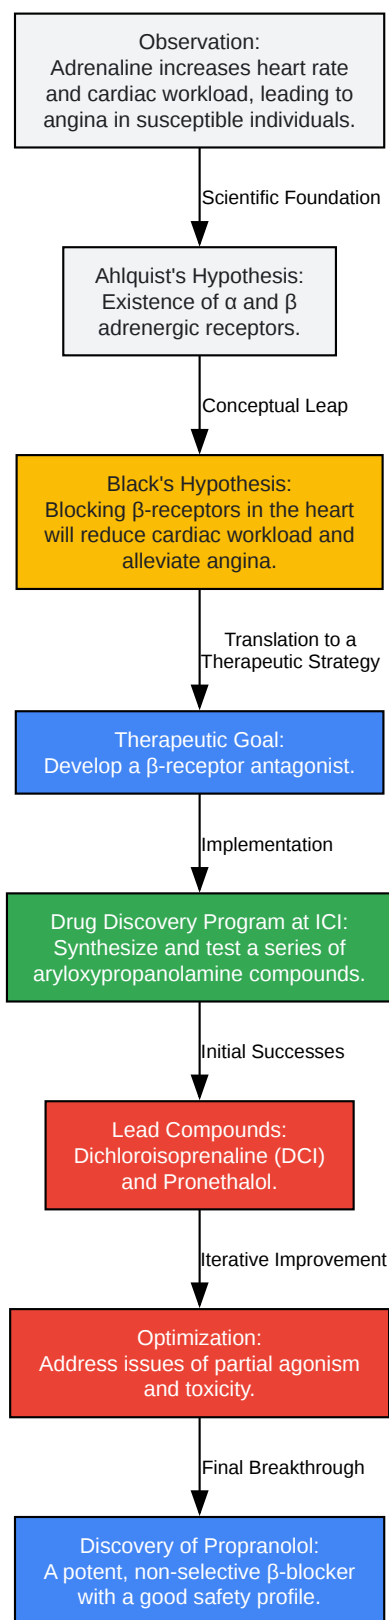 Observation:
Adrenaline increases heart rate
and cardiac workload, leading to
angina in susceptible individuals.
Scientific Foundation
Ahlquist's Hypothesis:
Existence of α and β
adrenergic receptors.
Conceptual Leap
Black's Hypothesis:
Blocking β-receptors in the heart
will reduce cardiac workload and
alleviate angina.
Translation to a
Therapeutic Strategy
Therapeutic Goal:
Develop a β-receptor antagonist.
Implementation
Drug Discovery Program at ICI:
Synthesize and test a series of
aryloxypropanolamine compounds.
Initial Successes
Lead Compounds:
Dichloroisoprenaline (DCI)
and Pronethalol.
Iterative Improvement
Optimization:
Address issues of partial agonism
and toxicity.
Final Breakthrough
Discovery of Propranolol:
A potent, non-selective β-blocker
with a good safety profile.